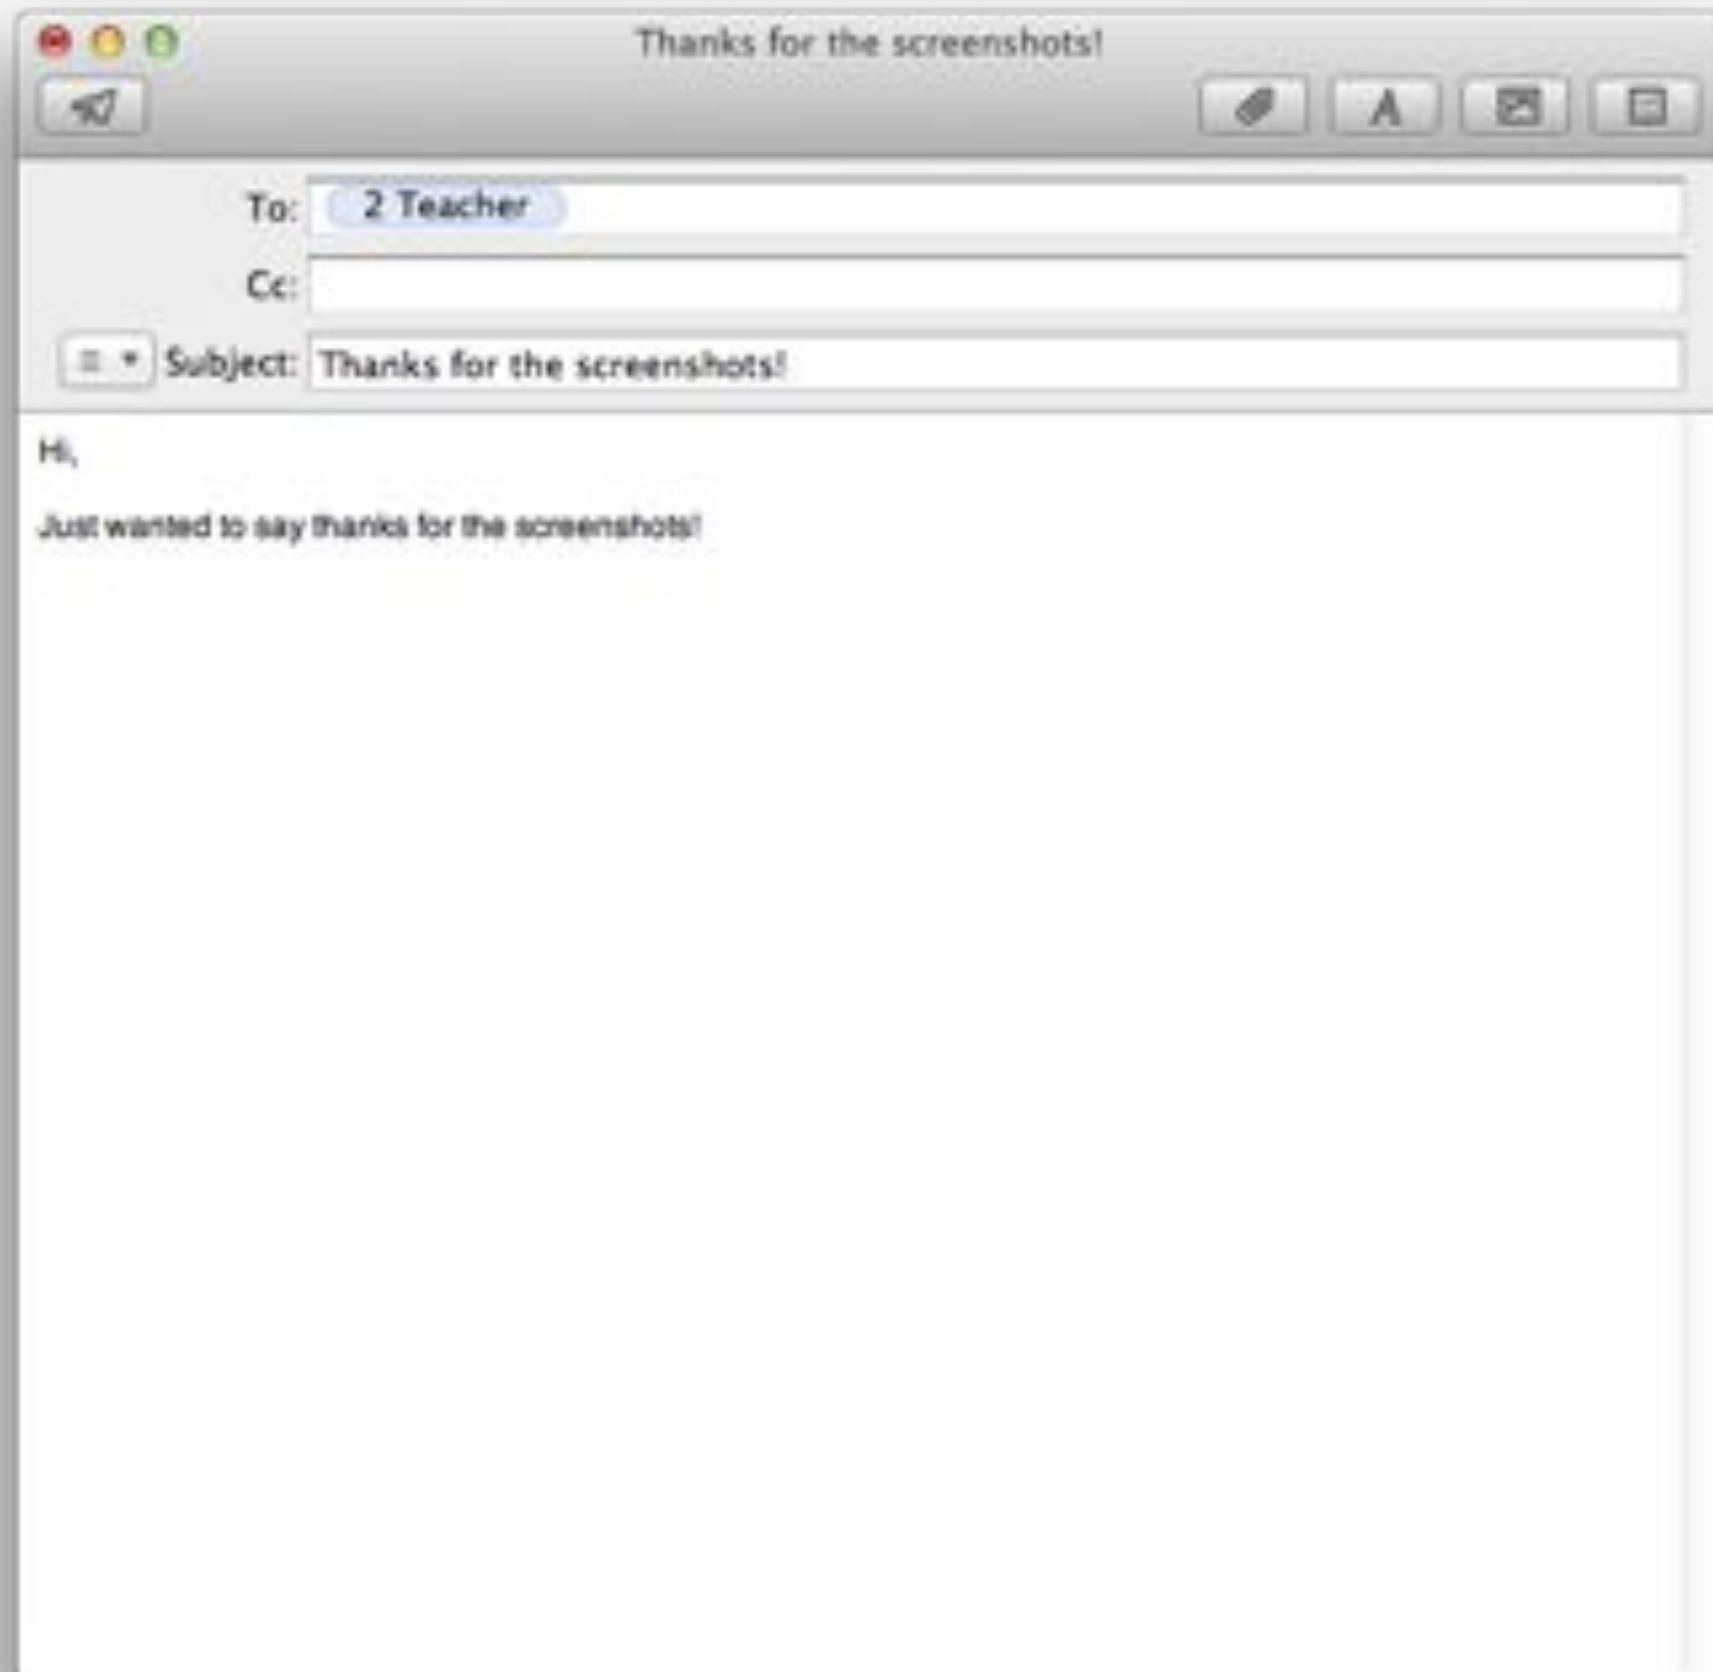 Thanks for the screenshots!
To: 2 Teacher
Cc:
Subject: Thanks for the screenshots!
Hi,
Just wanted to say thanks for the screenshots!